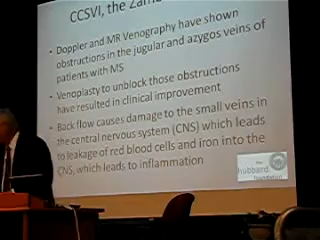 CCSVI, the Zam
• Doppler and MR Venography have shown
obstructions in the jugular and azygos veins of
patients with MS
• Venoplasty to unblock those obstructions
have resulted in clinical improvement
• Back flow causes damage to the small veins in
the central nervous system (CNS) which leads
to leakage of red blood cells and iron into the
CNS, which leads to inflammation
the
hubbard
foundation